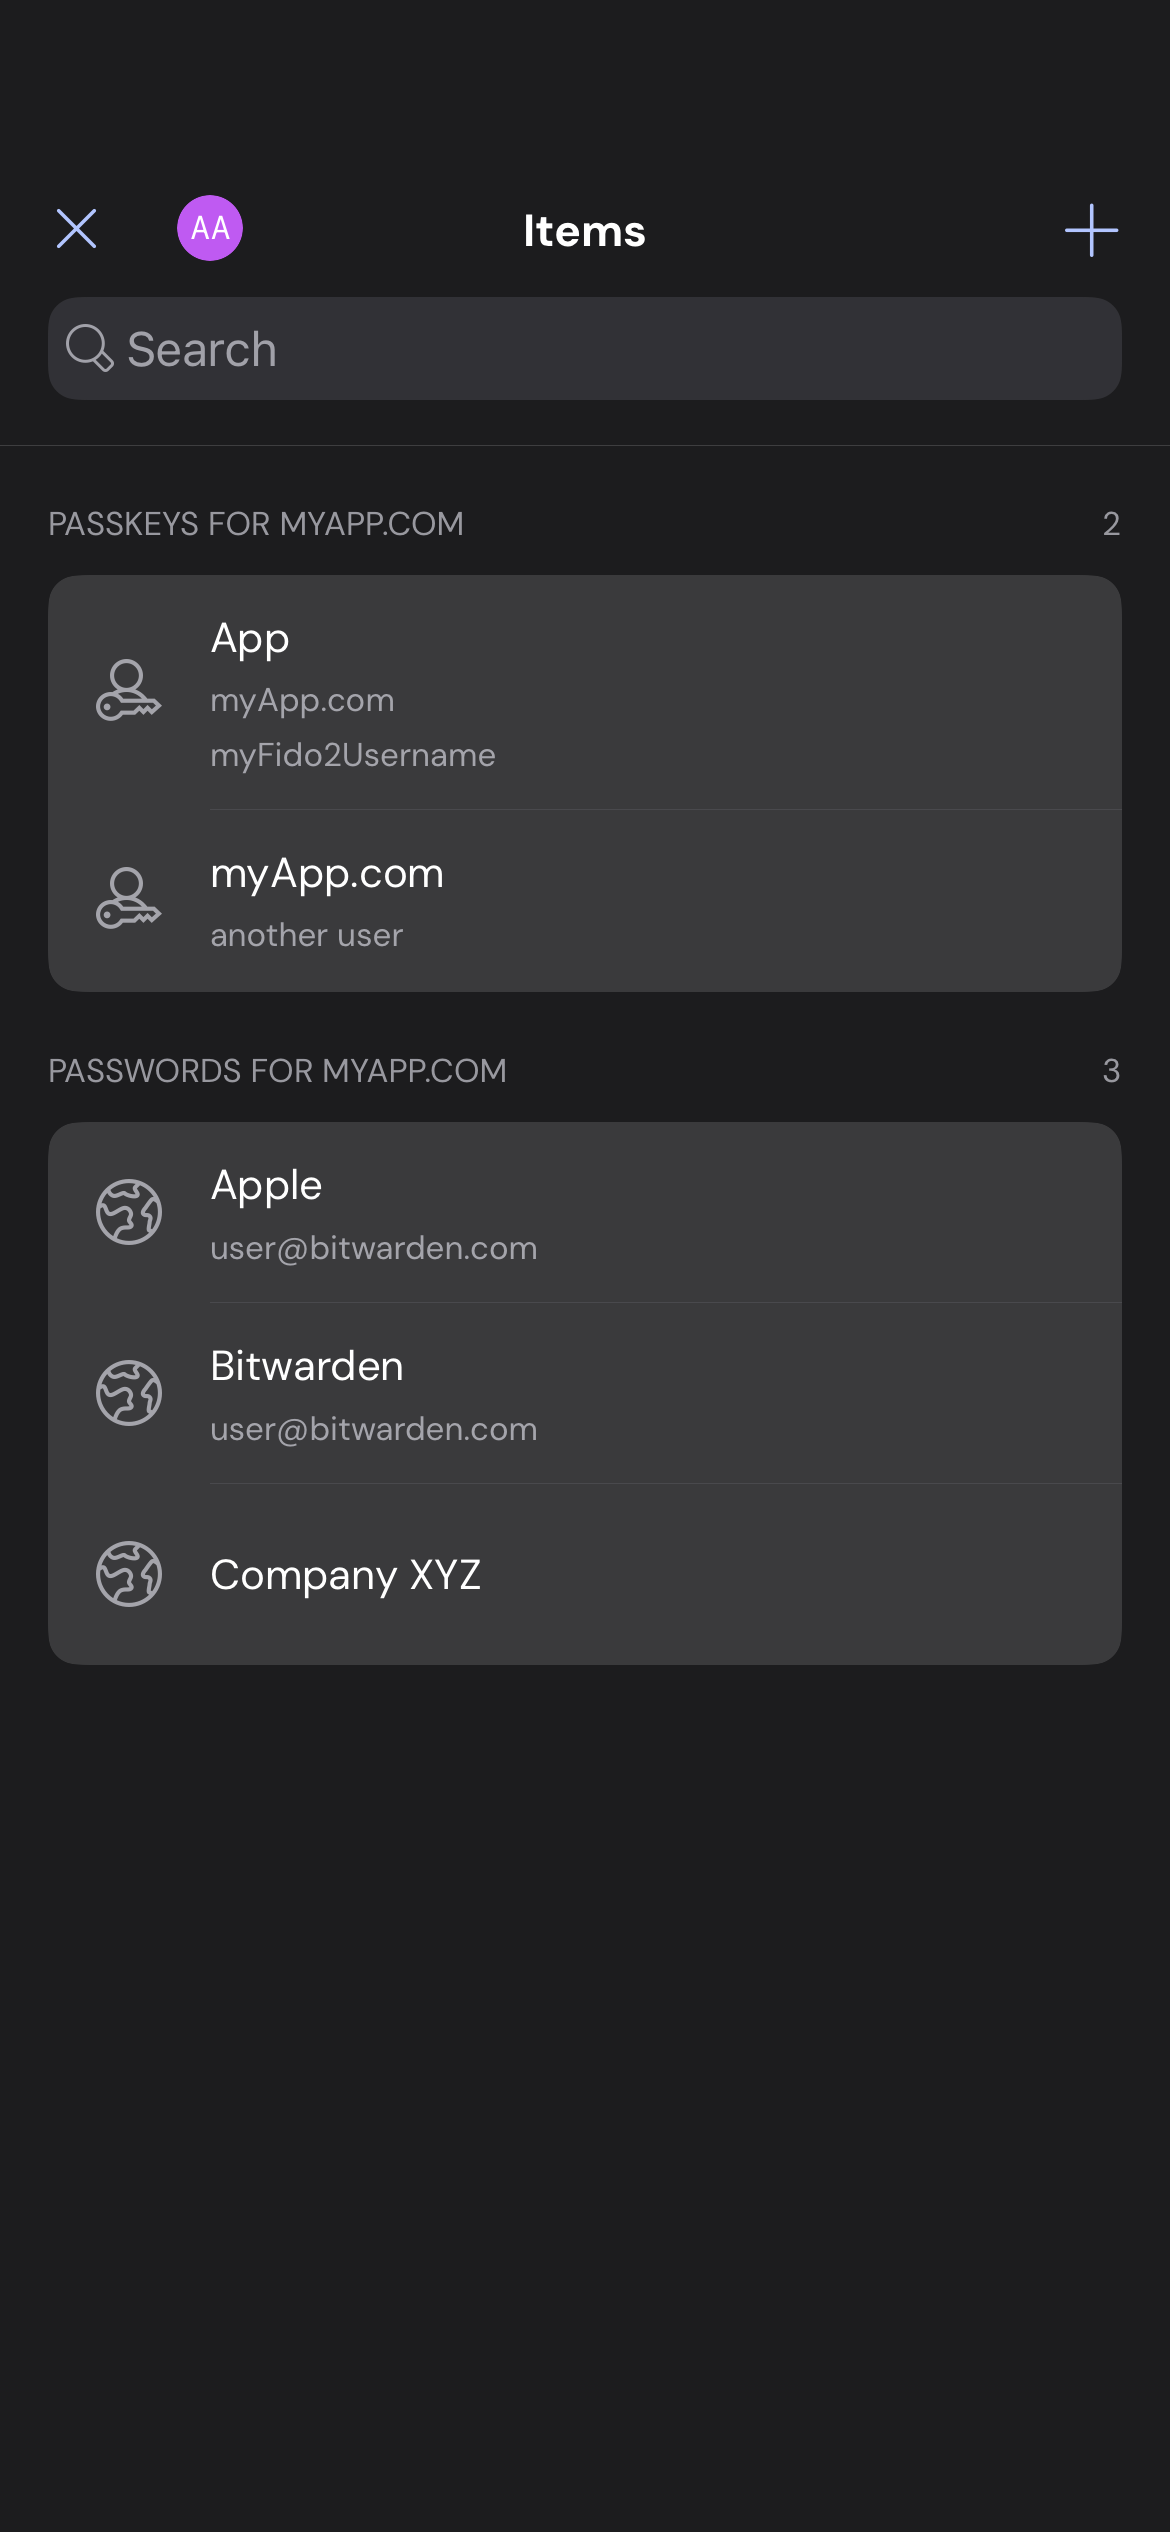 AA
Items
Search
PASSKEYS FOR MYAPP.COM 2
App
myApp.com
myFido2Username
myApp.com
another user
PASSWORDS FOR MYAPP.COM 3
Apple
user@bitwarden.com
Bitwarden
user@bitwarden.com
Company XYZ